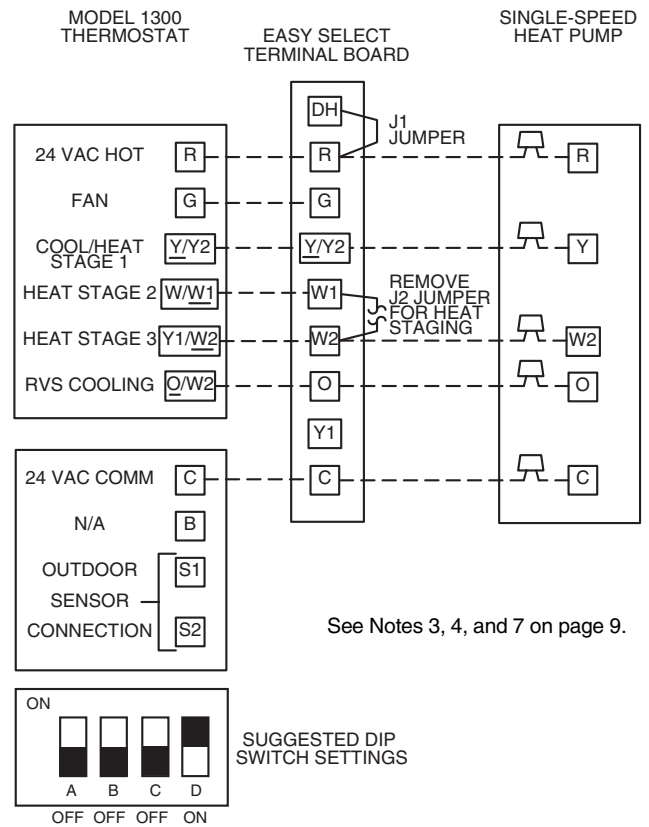 MODEL 1300
THERMOSTAT
EASY SELECT
TERMINAL BOARD
SINGLE-SPEED
HEAT PUMP
DH
J1
JUMPER
24 VAC HOT R R R
FAN G G
COOL/HEAT
STAGE 1
Y/Y2 Y/Y2 Y
HEAT STAGE 2 W/W1 W1
REMOVE
J2 JUMPER
FOR HEAT
STAGING
HEAT STAGE 3 Y1/W2 W2 W2
RVS COOLING O/W2 O O
Y1
24 VAC COMM C C C
N/A B
OUTDOOR S1
SENSOR
CONNECTION S2
See Notes 3, 4, and 7 on page 9.
ON
A B C D
OFF OFF OFF ON
SUGGESTED DIP
SWITCH SETTINGS